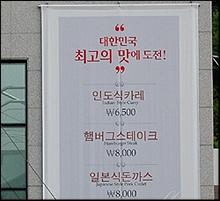 “
대한민국
최고의 맛에 도전!
”
인도식카레
Indian Style Curry
₩6,500
햄버그스테이크
Hamburger Steak
₩8,000
일본식돈까스
Japanese Style Pork Cutlet
₩8,000